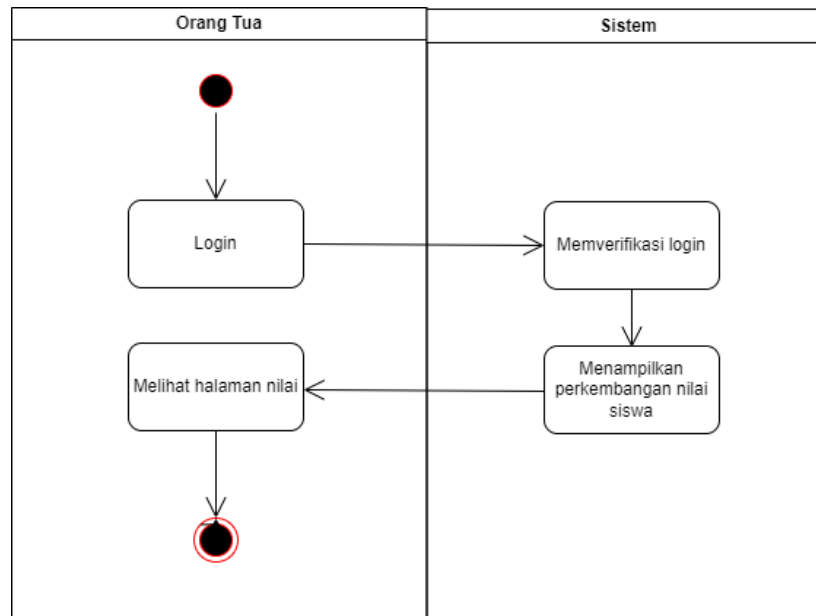 Orang Tua
Sistem
Login
Memverifikasi login
Melihat halaman nilai
Menampilkan
perkembangan nilai
siswa